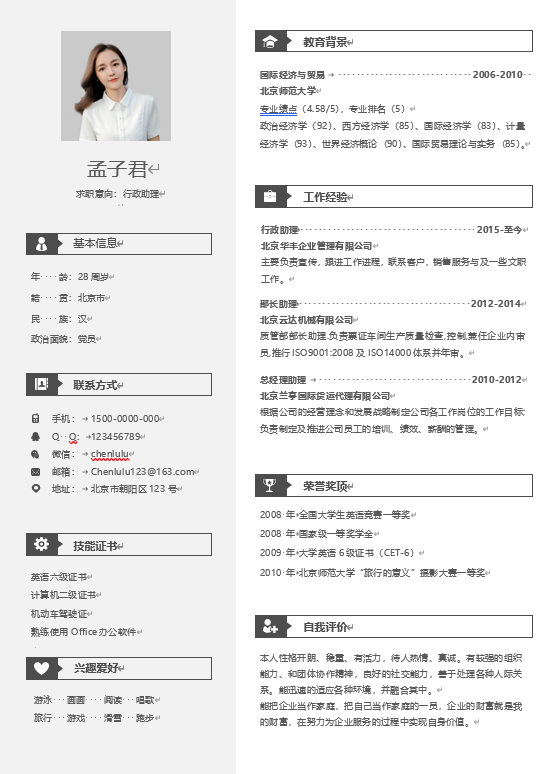 孟子君
求职意向：行政助理
基本信息
年 龄：28 周岁
籍 贯：北京市
民 族：汉
政治面貌：党员
联系方式
手机：1500-0000-000
Q Q：123456789
微信：chenlulu
邮箱：Chenlulu123@163.com
地址：北京市朝阳区 123 号
技能证书
英语六级证书
计算机二级证书
机动车驾驶证
熟练使用 Office 办公软件
兴趣爱好
游泳 画画 阅读 唱歌
旅行 游戏 滑雪 跑步
教育背景
国际经济与贸易 2006-2010
北京师范大学
专业绩点（4.58/5），专业排名（5）
政治经济学（92）、西方经济学（85）、国际经济学（83）、计量
经济学（93）、世界经济概论（90）、国际贸易理论与实务（85）。
工作经验
行政助理 2015-至今
北京华丰企业管理有限公司
主要负责宣传，跟进工作进程，联系客户，销售服务与及一些文职
工作。
部长助理 2012-2014
北京云达机械有限公司
质管部部长助理,负责票证车间生产质量检查,控制,兼任企业内审
员,推行 ISO9001:2008 及 ISO14000 体系并年审。
总经理助理 2010-2012
北京兰亭国际货运代理有限公司
根据公司的经营理念和发展战略制定公司各工作岗位的工作目标;
负责制定及推进公司员工的培训、绩效、薪酬的管理。
荣誉奖项
2008 年 全国大学生英语竞赛一等奖
2008 年 国家级一等奖学金
2009 年 大学英语 6 级证书（CET-6）
2010 年 北京师范大学“旅行的意义”摄影大赛一等奖
自我评价
本人性格开朗、稳重、有活力，待人热情、真诚。有较强的组织
能力、和团体协作精神，良好的社交能力，善于处理各种人际关
系。能迅速的适应各种环境，并融合其中。
能把企业当作家庭，把自己当作家庭的一员，企业的财富就是我
的财富，在努力为企业服务的过程中实现自身价值。